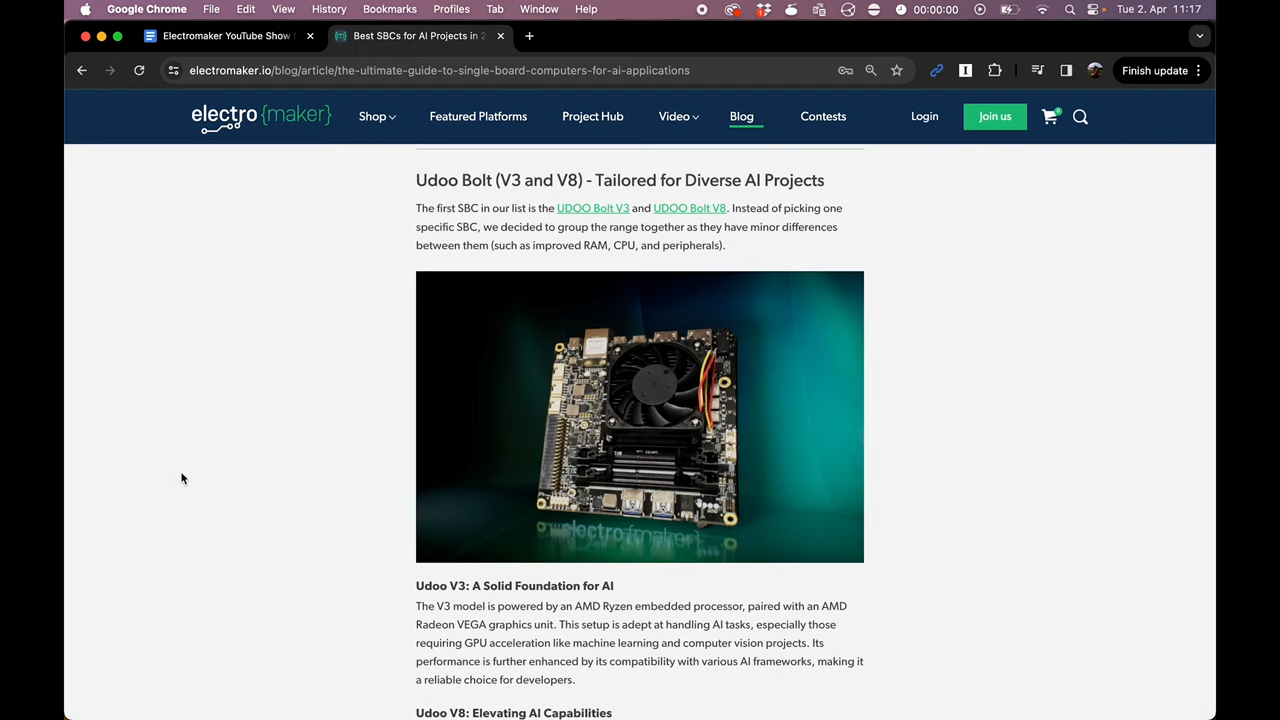 Google Chrome File Edit View History Bookmarks Profiles Tab Window Help 00:00:00 Tue 2. Apr 11:17
Electromaker YouTube Show
Best SBCs for AI Projects in 2
electromaker.io/blog/article/the-ultimate-guide-to-single-board-computers-for-ai-applications
Finish update
electro{maker}
Shop Featured Platforms Project Hub Video Blog Contests Login Join us
Udoo Bolt (V3 and V8) - Tailored for Diverse AI Projects
The first SBC in our list is the UDOO Bolt V3 and UDOO Bolt V8. Instead of picking one
specific SBC, we decided to group the range together as they have minor differences
between them (such as improved RAM, CPU, and peripherals).
electro{maker}
Udoo V3: A Solid Foundation for AI
The V3 model is powered by an AMD Ryzen embedded processor, paired with an AMD
Radeon VEGA graphics unit. This setup is adept at handling AI tasks, especially those
requiring GPU acceleration like machine learning and computer vision projects. Its
performance is further enhanced by its compatibility with various AI frameworks, making it
a reliable choice for developers.
Udoo V8: Elevating AI Capabilities